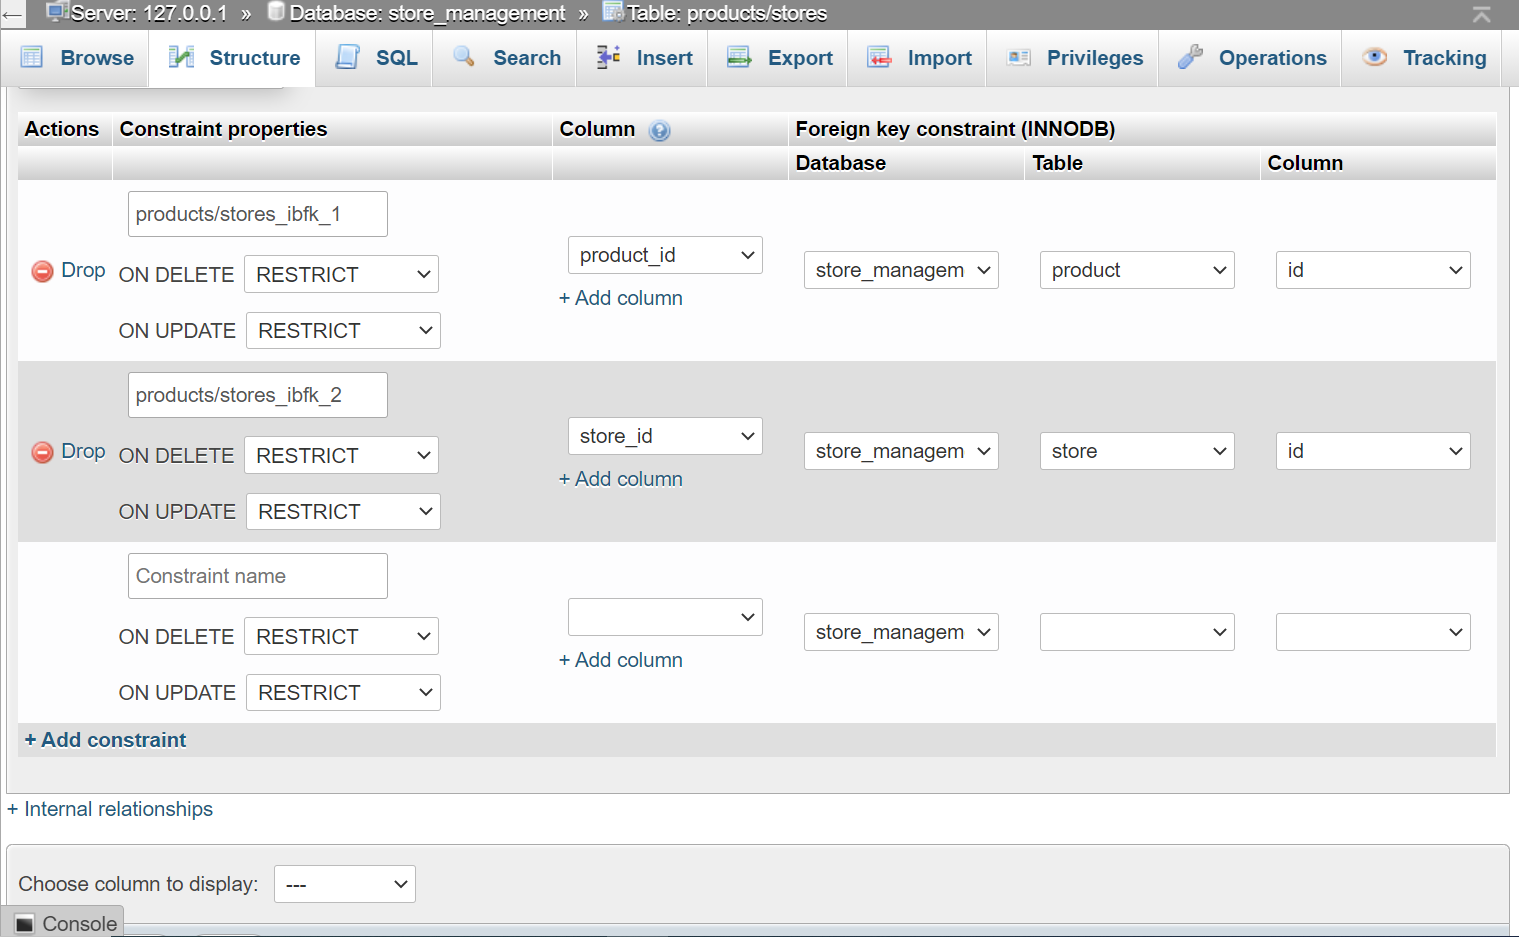 Server: 127.0.0.1 » Database: store_management » Table: products/stores
Browse Structure SQL Search Insert Export Import Privileges Operations Tracking
Actions Constraint properties Column Foreign key constraint (INNODB)
Database Table Column
products/stores_ibfk_1
Drop ON DELETE RESTRICT product_id store_managem product id
+ Add column
ON UPDATE RESTRICT
products/stores_ibfk_2
Drop ON DELETE RESTRICT store_id store_managem store id
+ Add column
ON UPDATE RESTRICT
Constraint name
ON DELETE RESTRICT store_managem
+ Add column
ON UPDATE RESTRICT
+ Add constraint
+ Internal relationships
Choose column to display: ---
Console